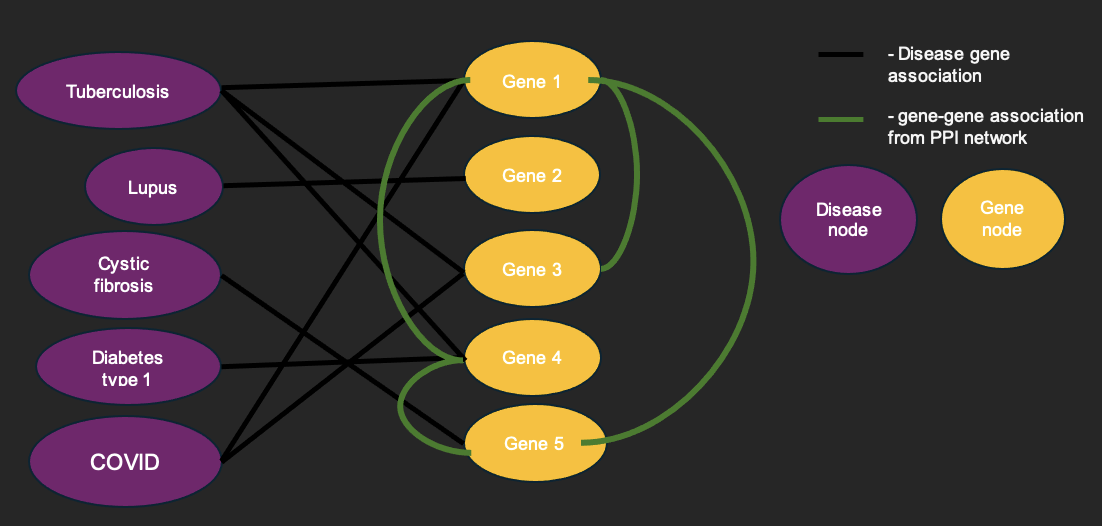 Tuberculosis
Lupus
Cystic
fibrosis
Diabetes
type 1
COVID
Gene 1
Gene 2
Gene 3
Gene 4
Gene 5
- Disease gene
association
- gene-gene association
from PPI network
Disease
node
Gene
node